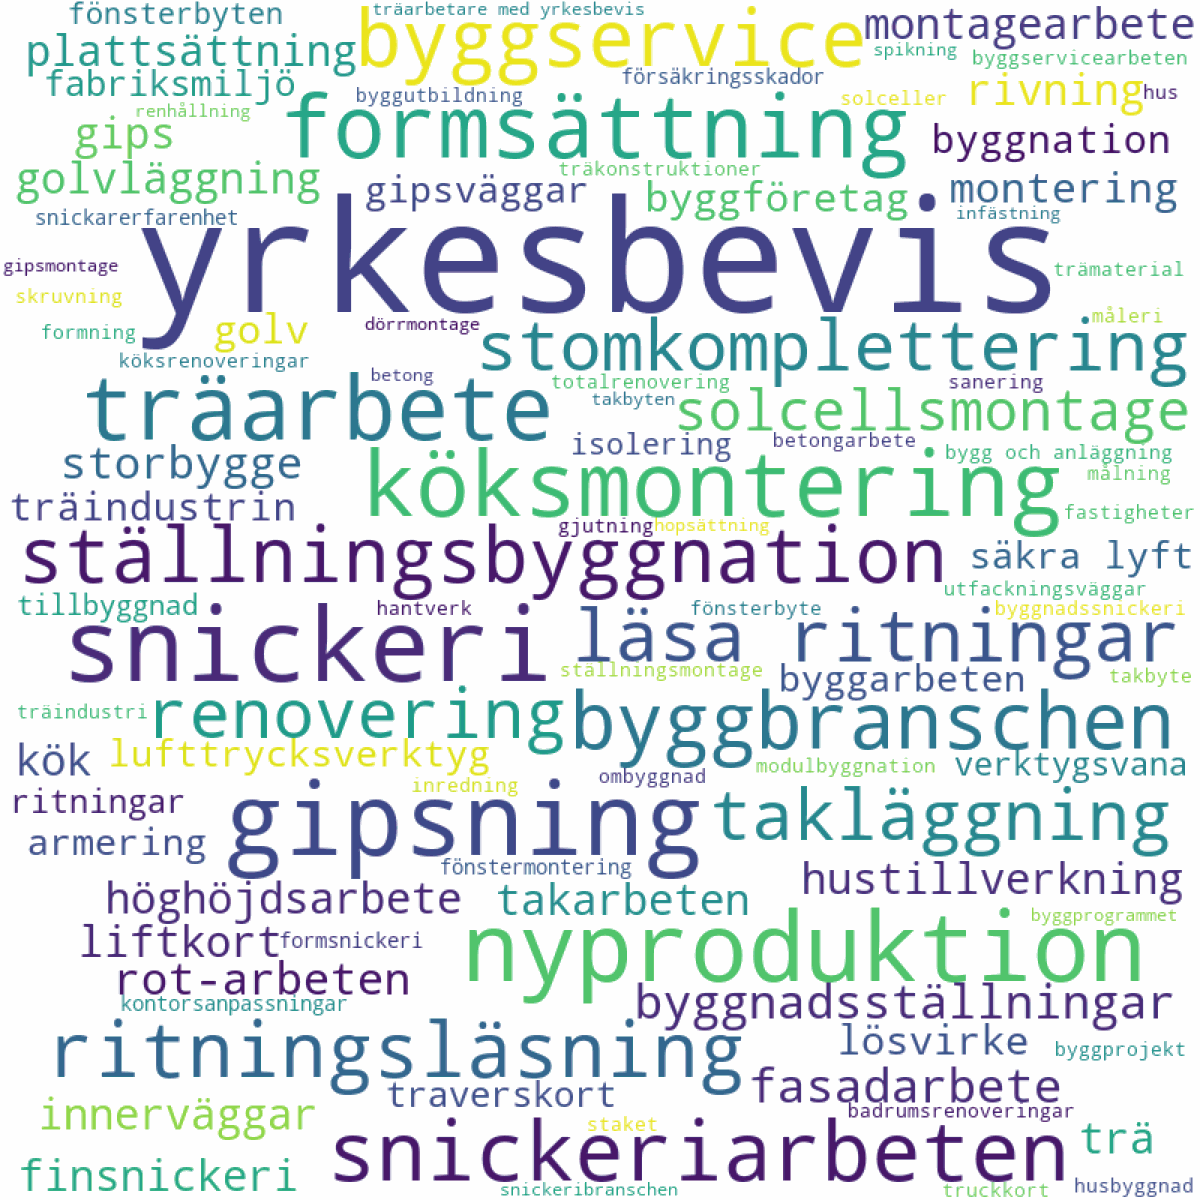 fönsterbyten
träarbetare med yrkesbevis
byggservice
montagearbete
plattsättning
spikning
byggservicearbeten
fabriksmiljö
försäkringsskador
rivning
hus
renhållning
byggutbildning
solceller
gips
formsättning
byggnation
golvläggning
träkonstruktioner
gipsväggar
byggföretag
montering
snickarerfarenhet
infästning
yrkesbevis
gipsmontage
trämaterial
skruvning
formning
golv
dörrmontage
måleri
köksrenoveringar
stomkomplettering
betong
totalrenovering
sanering
träarbete
takbyten
solcellsmontage
isolering
betongarbete
bygg och anläggning
storbygge
köksmontering
målning
träindustrin
fastigheter
gjutning
hopsättning
ställningsbyggnation
säkra lyft
utfackningsväggar
tillbyggnad
hantverk
fönsterbyte
byggnadssnickeri
snickeri
läsa ritningar
ställningsmontage
byggarbeten
takbyte
träindustri
renovering
byggbranschen
kök
lufttrycksverktyg
ombyggnad
modulbyggnation
verktygsvana
inredning
ritningar
gipsning
takläggning
armering
fönstermontering
hustillverkning
höghöjdsarbete
takarbeten
byggprogrammet
liftkort
formsnickeri
nyproduktion
rot-arbeten
kontorsanpassningar
byggnadsställningar
ritningsläsning
lösvirke
byggprojekt
traverskort
fasadarbete
innerväggar
badrumsrenoveringar
staket
snickeriarbeten
trä
finsnickeri
snickeribranschen
truckkort
husbyggnad